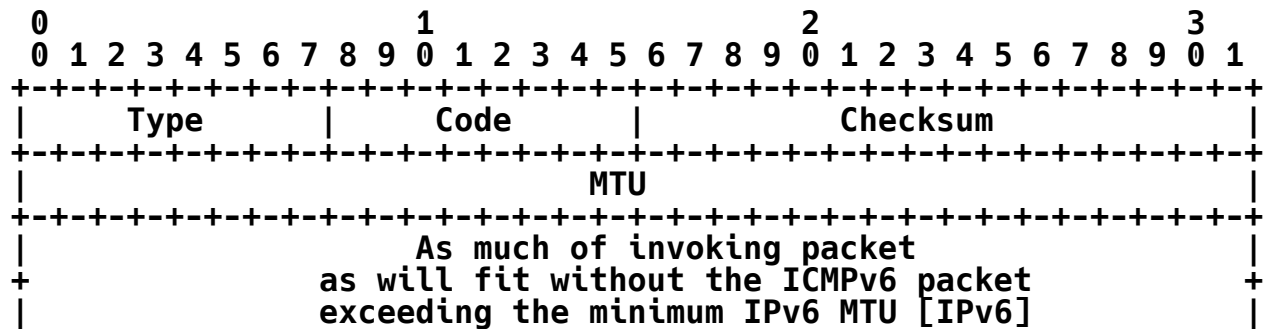 0                   1                   2                   3
 0 1 2 3 4 5 6 7 8 9 0 1 2 3 4 5 6 7 8 9 0 1 2 3 4 5 6 7 8 9 0 1
+-+-+-+-+-+-+-+-+-+-+-+-+-+-+-+-+-+-+-+-+-+-+-+-+-+-+-+-+-+-+-+-+
|     Type      |     Code      |          Checksum             |
+-+-+-+-+-+-+-+-+-+-+-+-+-+-+-+-+-+-+-+-+-+-+-+-+-+-+-+-+-+-+-+-+
|                             MTU                               |
+-+-+-+-+-+-+-+-+-+-+-+-+-+-+-+-+-+-+-+-+-+-+-+-+-+-+-+-+-+-+-+-+
|                    As much of invoking packet                 |
+               as will fit without the ICMPv6 packet           +
|               exceeding the minimum IPv6 MTU [IPv6]           |